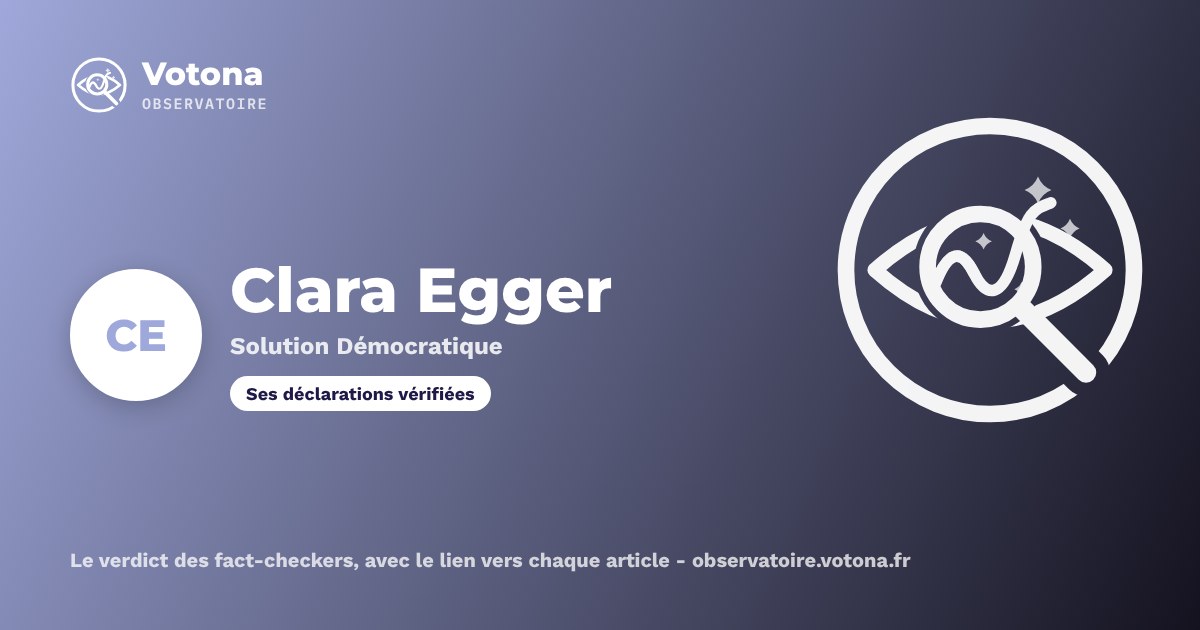 Votona
OBSERVATOIRE
CE
Clara Egger
Solution Démocratique
Ses déclarations vérifiées
Le verdict des fact-checkers, avec le lien vers chaque article - observatoire.votona.fr